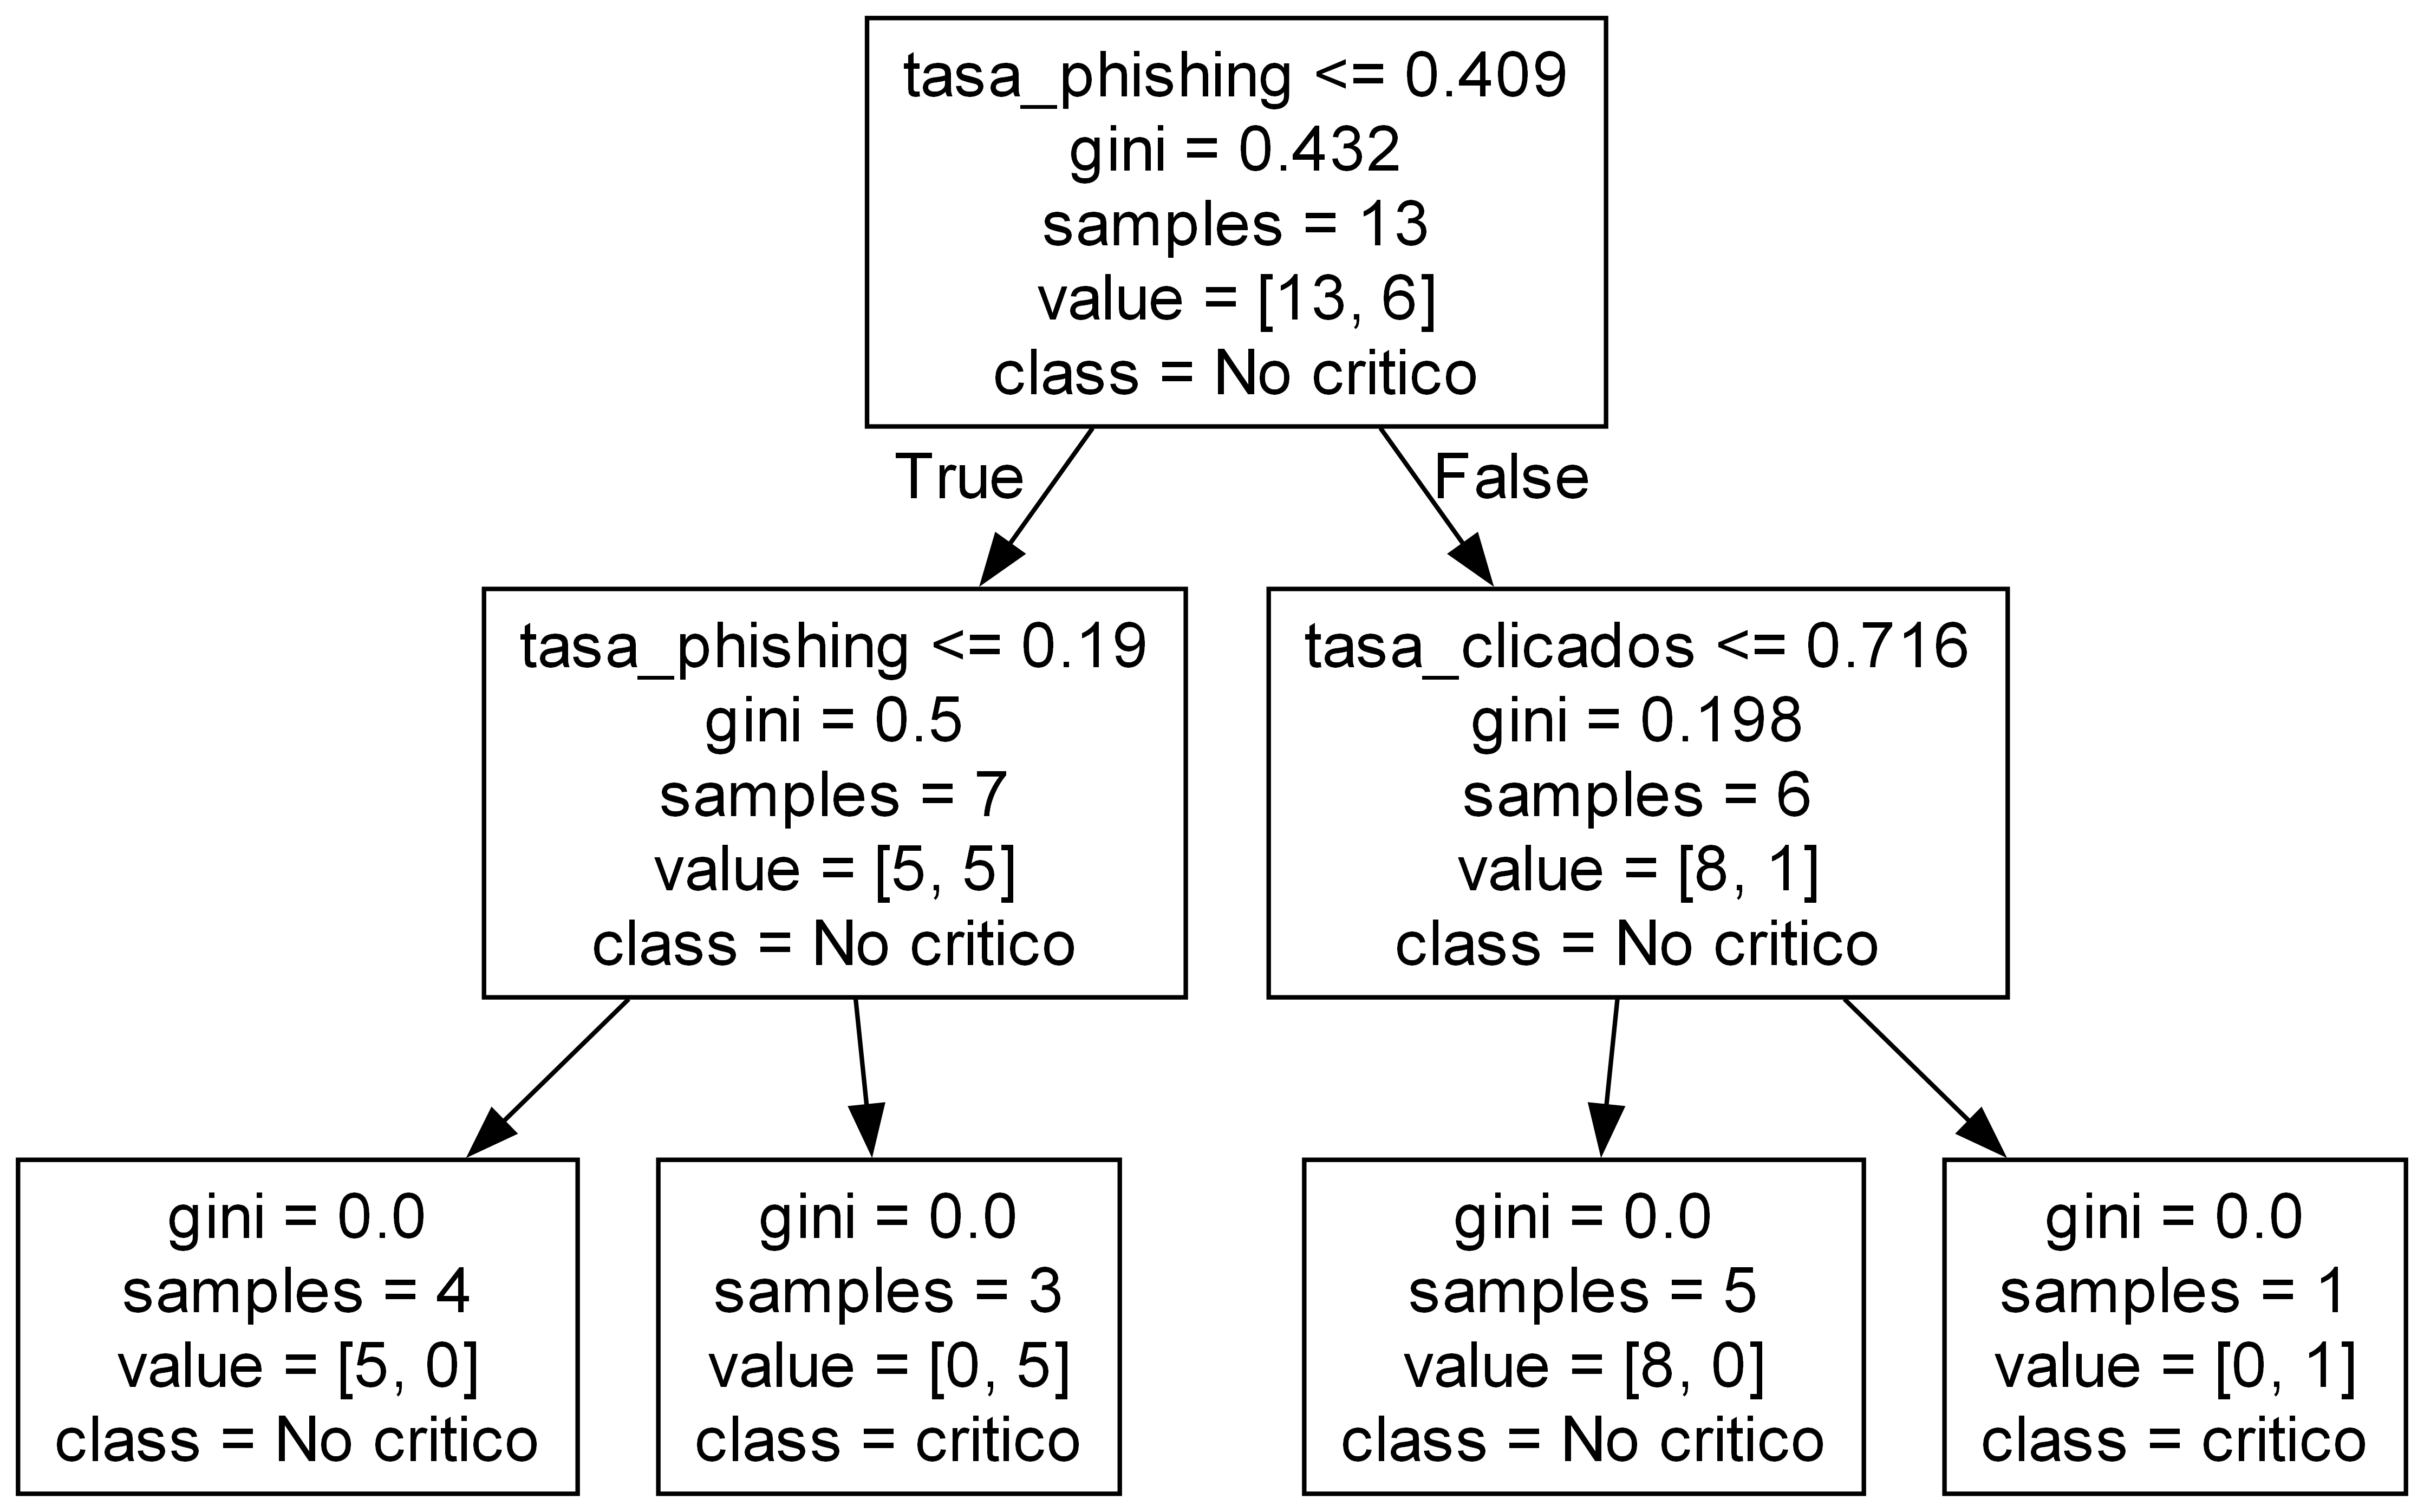 tasa_phishing <= 0.409
gini = 0.432
samples = 13
value = [13, 6]
class = No critico
True
False
tasa_phishing <= 0.19
gini = 0.5
samples = 7
value = [5, 5]
class = No critico
tasa_clicados <= 0.716
gini = 0.198
samples = 6
value = [8, 1]
class = No critico
gini = 0.0
samples = 4
value = [5, 0]
class = No critico
gini = 0.0
samples = 3
value = [0, 5]
class = critico
gini = 0.0
samples = 5
value = [8, 0]
class = No critico
gini = 0.0
samples = 1
value = [0, 1]
class = critico